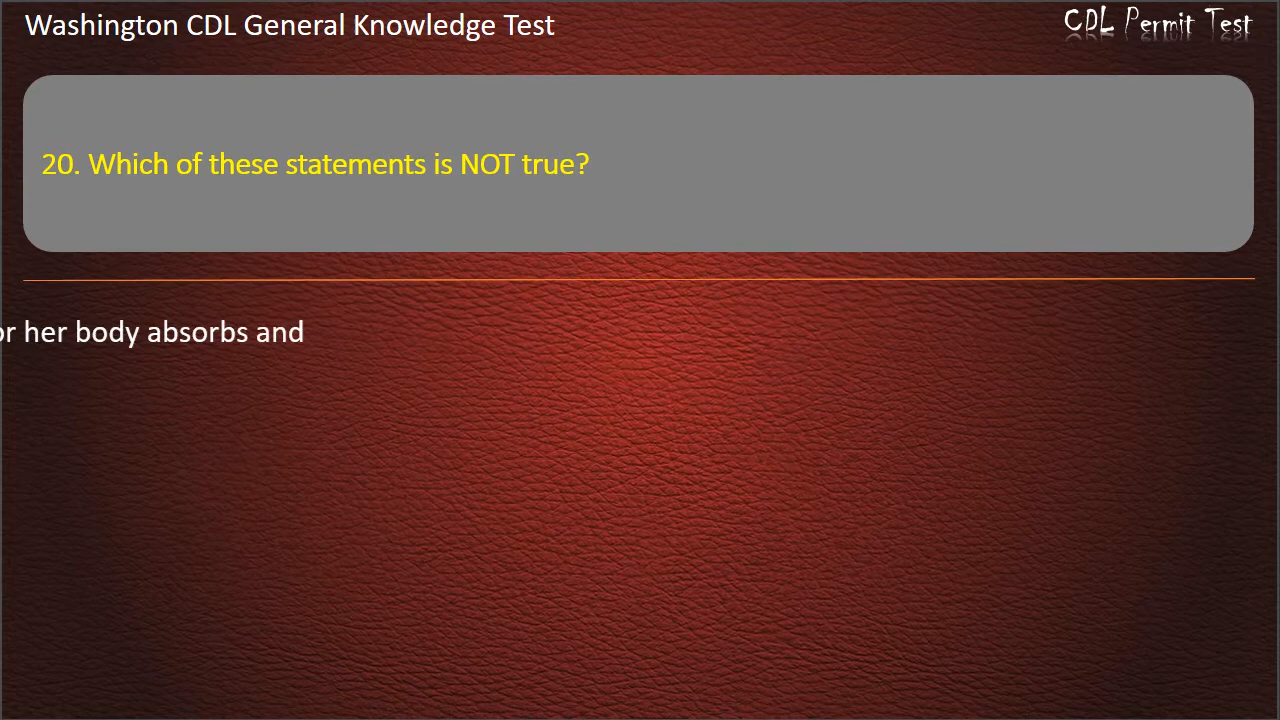 Washington CDL General Knowledge Test
CDL Permit Test
20. Which of these statements is NOT true?
her body absorbs and